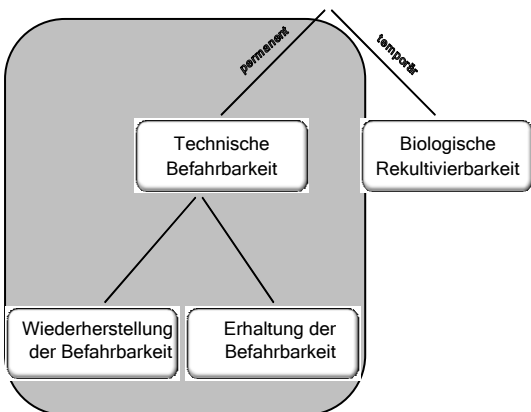 permanent
temporär
Technische
Befahrbarkeit
Biologische
Rekultivierbarkeit
Wiederherstellung
der Befahrbarkeit
Erhaltung der
Befahrbarkeit